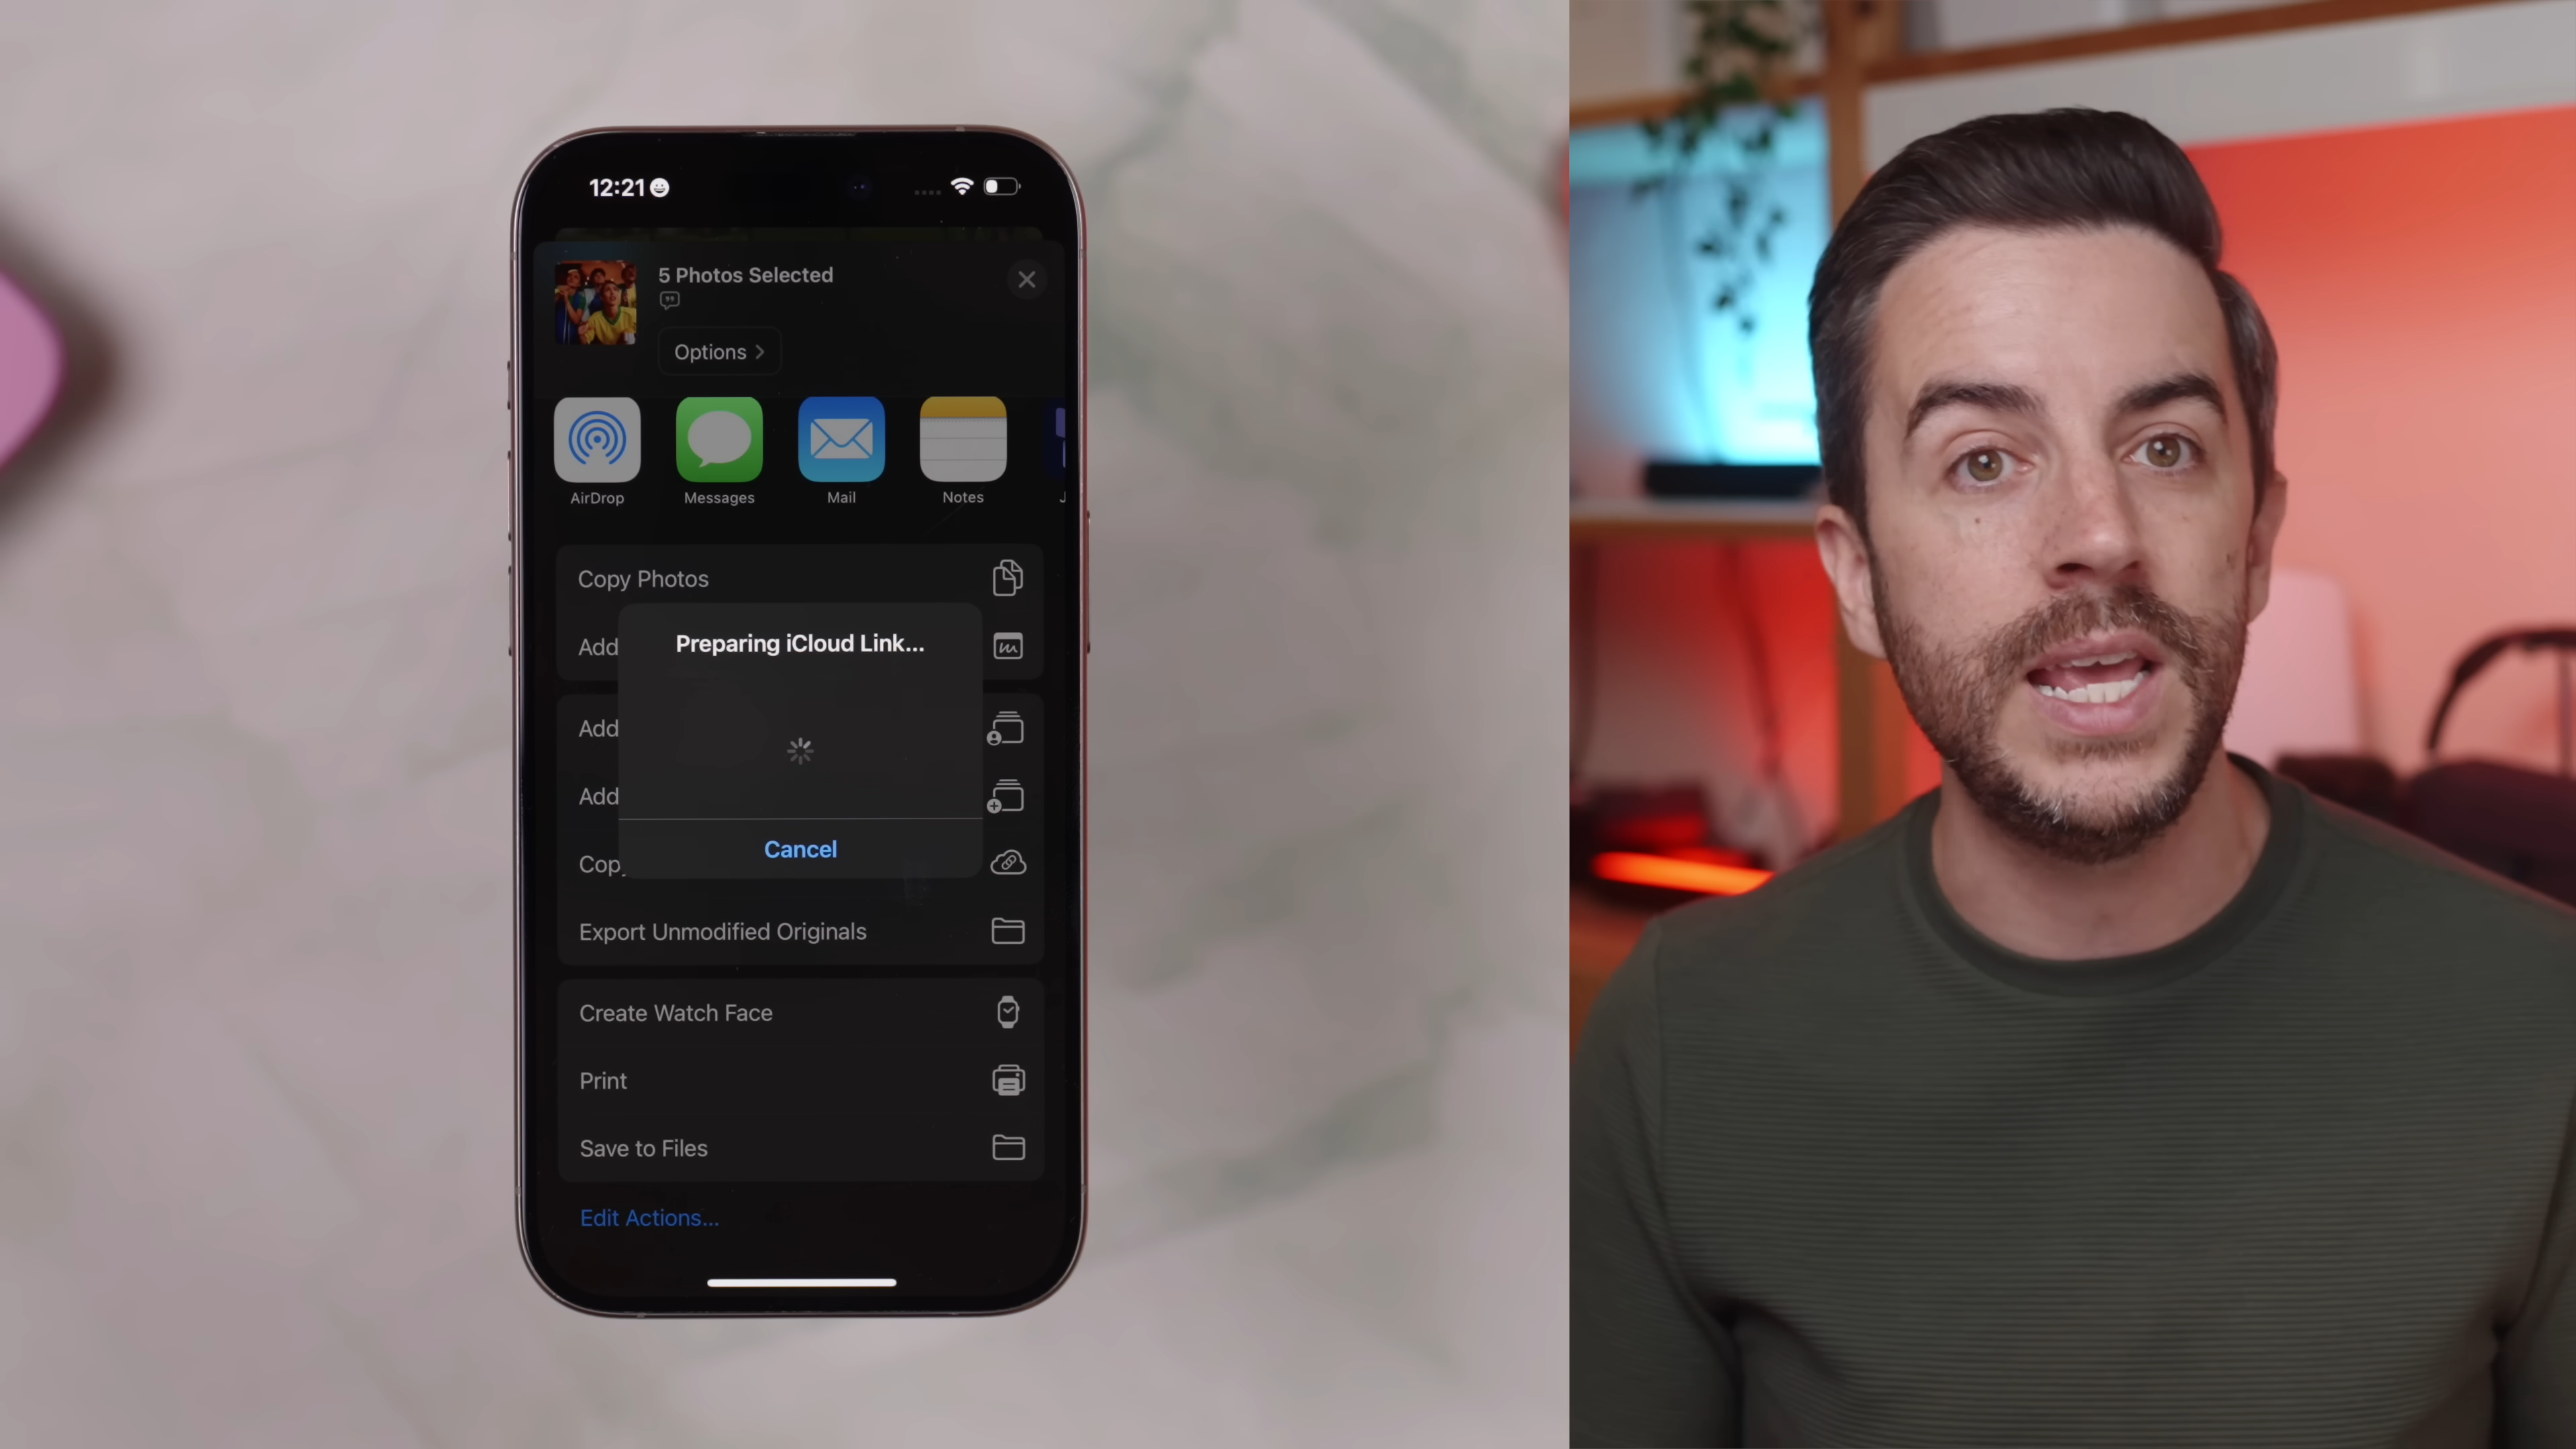 12:21
5 Photos Selected
Options
AirDrop
Messages
Mail
Notes
J
Copy Photos
Add
Preparing iCloud Link...
Add
Add
Cancel
Copy
Export Unmodified Originals
Create Watch Face
Print
Save to Files
Edit Actions...